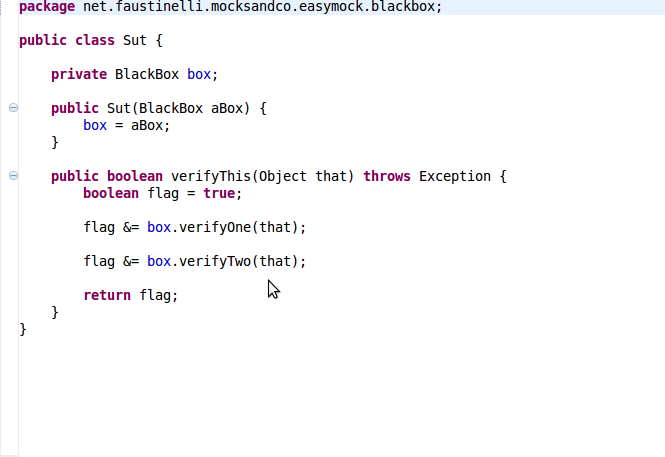 package net.faustinelli.mocksandco.easymock.blackbox;
public class Sut {
private BlackBox box;
public Sut(BlackBox aBox) {
box = aBox;
}
public boolean verifyThis(Object that) throws Exception {
boolean flag = true;
flag &= box.verifyOne(that);
flag &= box.verifyTwo(that);
return flag;
}
}